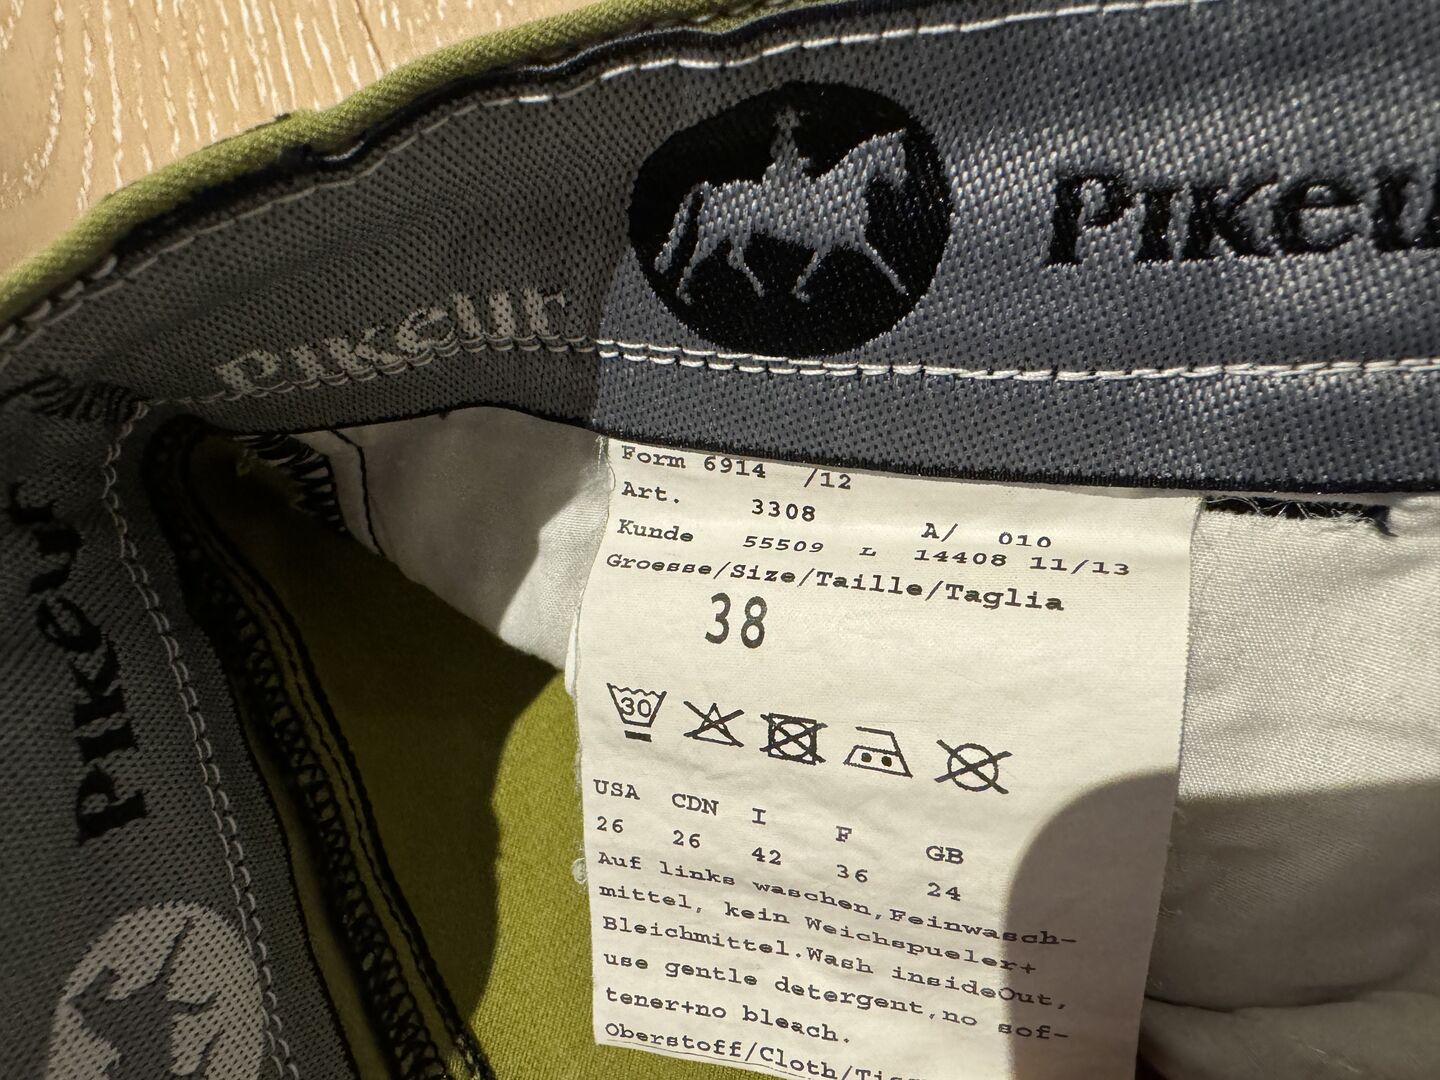 PIKEU
PIKEUR
PIKEUR
Form 6914 /12
Art. 3308 A/ 010
Kunde 55509 L 14408 11/13
Groesse/Size/Taille/Taglia
38
30
USA CDN I F GB
26 26 42 36 24
Auf links waschen,Feinwasch-
mittel, kein Weichspueler+
Bleichmittel.Wash insideOut,
use gentle detergent,no sof-
tener+no bleach.
Oberstoff/Cloth/